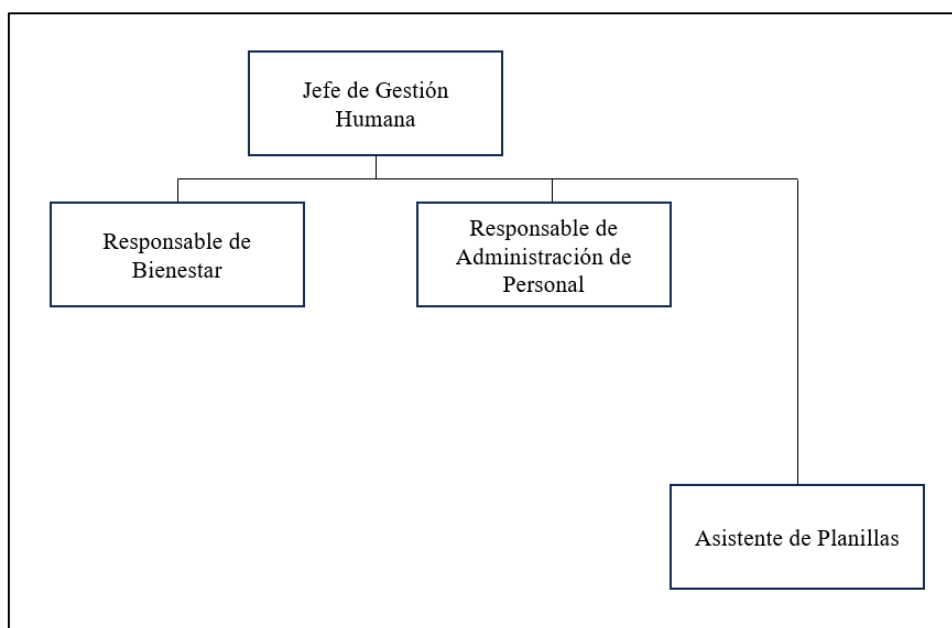 Jefe de Gestión
Humana
Responsable de
Bienestar
Responsable de
Administración de
Personal
Asistente de Planillas